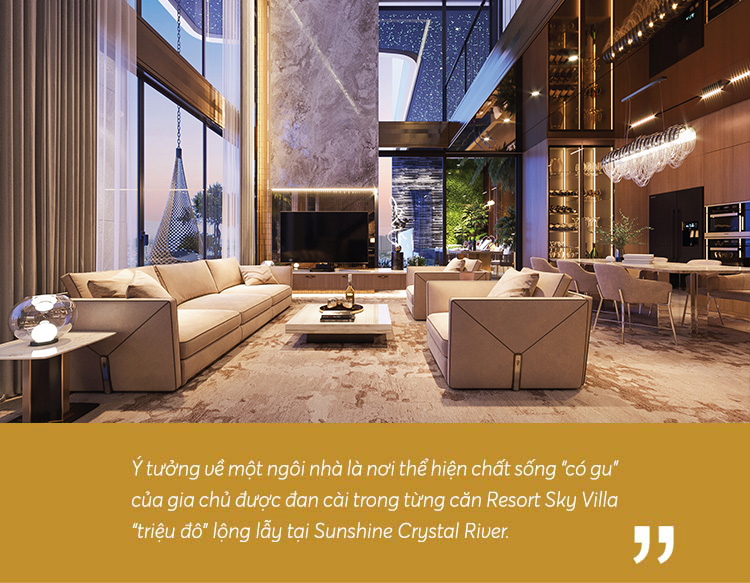 Ý tưởng về một ngôi nhà là nơi thể hiện chất sống “có gu”
của gia chủ được đan cài trong từng căn Resort Sky Villa
“triệu đô” lộng lẫy tại Sunshine Crystal River.
”